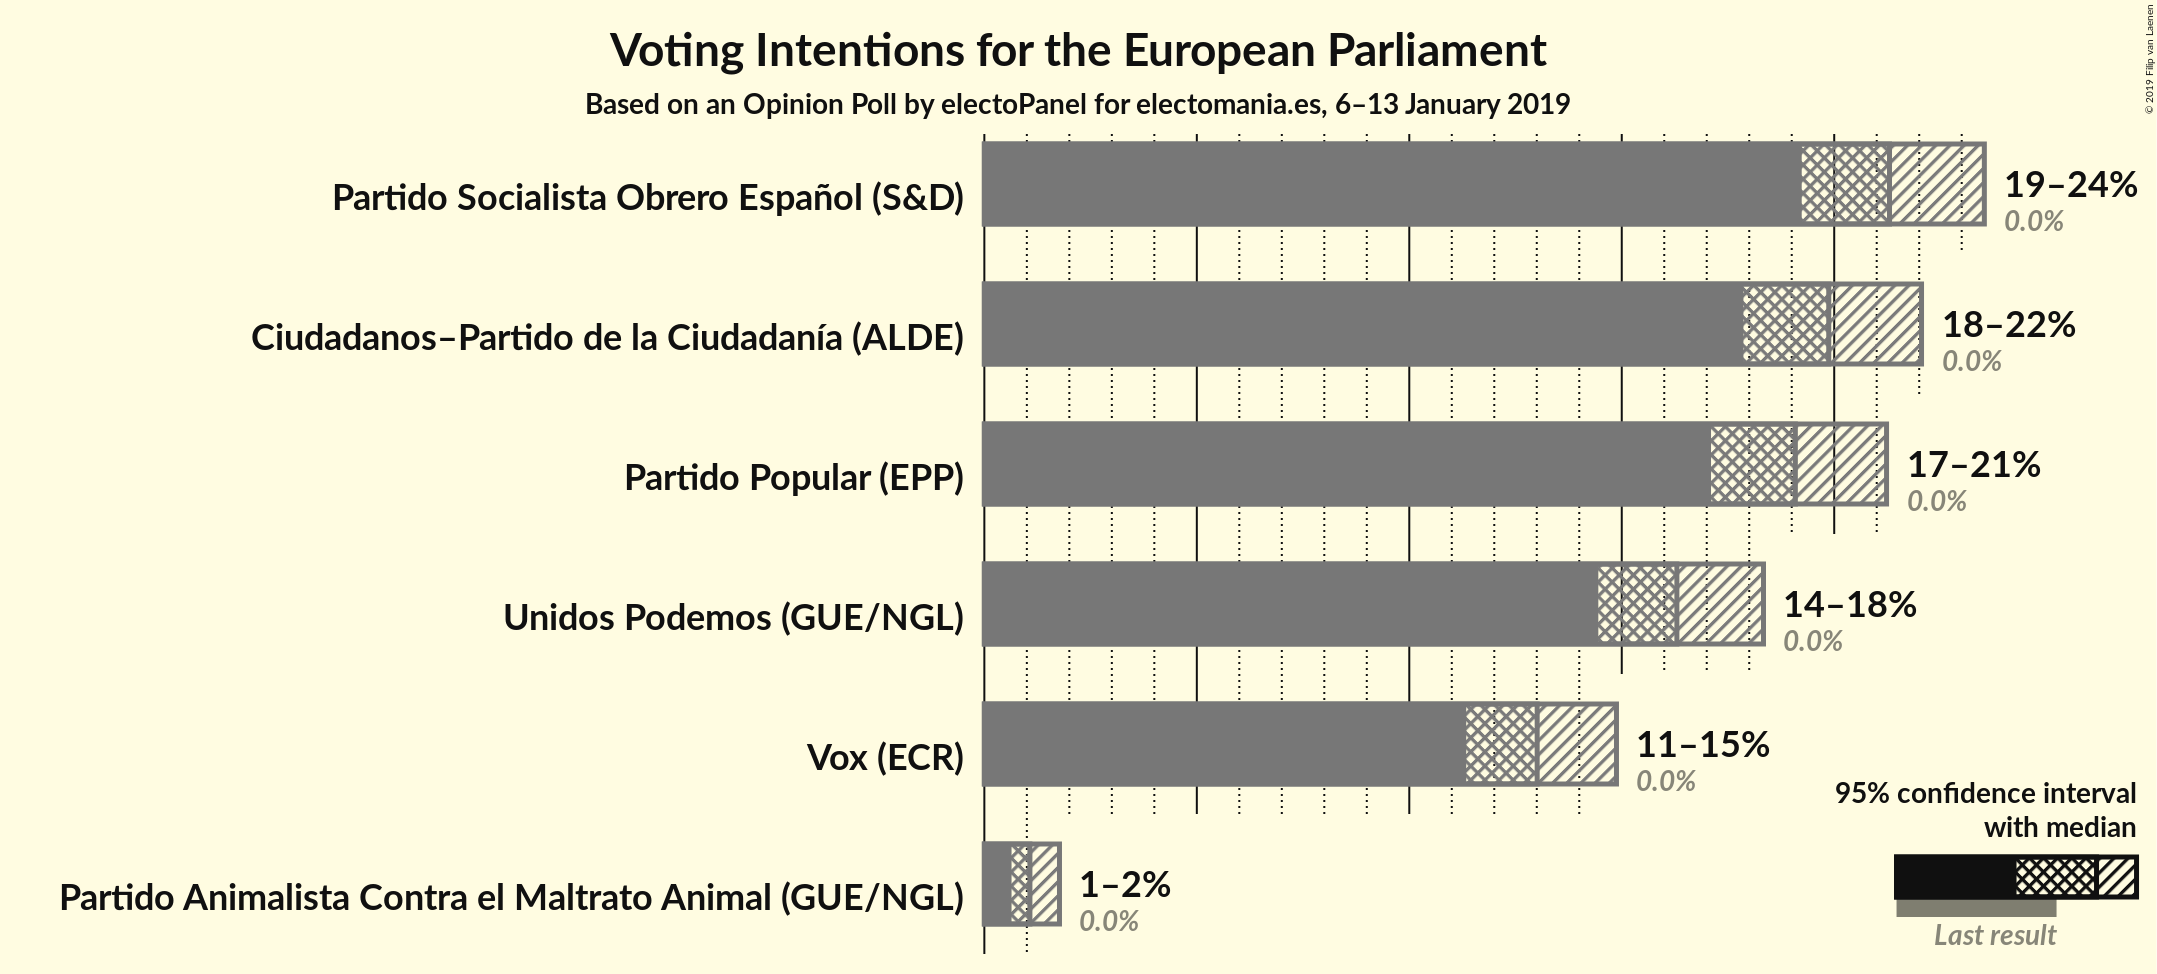 Voting Intentions for the European Parliament
Based on an Opinion Poll by electoPanel for electomania.es, 6–13 January 2019
© 2019 Filip van Laenen
Partido Socialista Obrero Español (S&D)
19–24%
0.0%
Ciudadanos–Partido de la Ciudadanía (ALDE)
18–22%
0.0%
Partido Popular (EPP)
17–21%
0.0%
Unidos Podemos (GUE/NGL)
14–18%
0.0%
Vox (ECR)
11–15%
0.0%
Partido Animalista Contra el Maltrato Animal (GUE/NGL)
1–2%
0.0%
95% confidence interval
with median
Last result